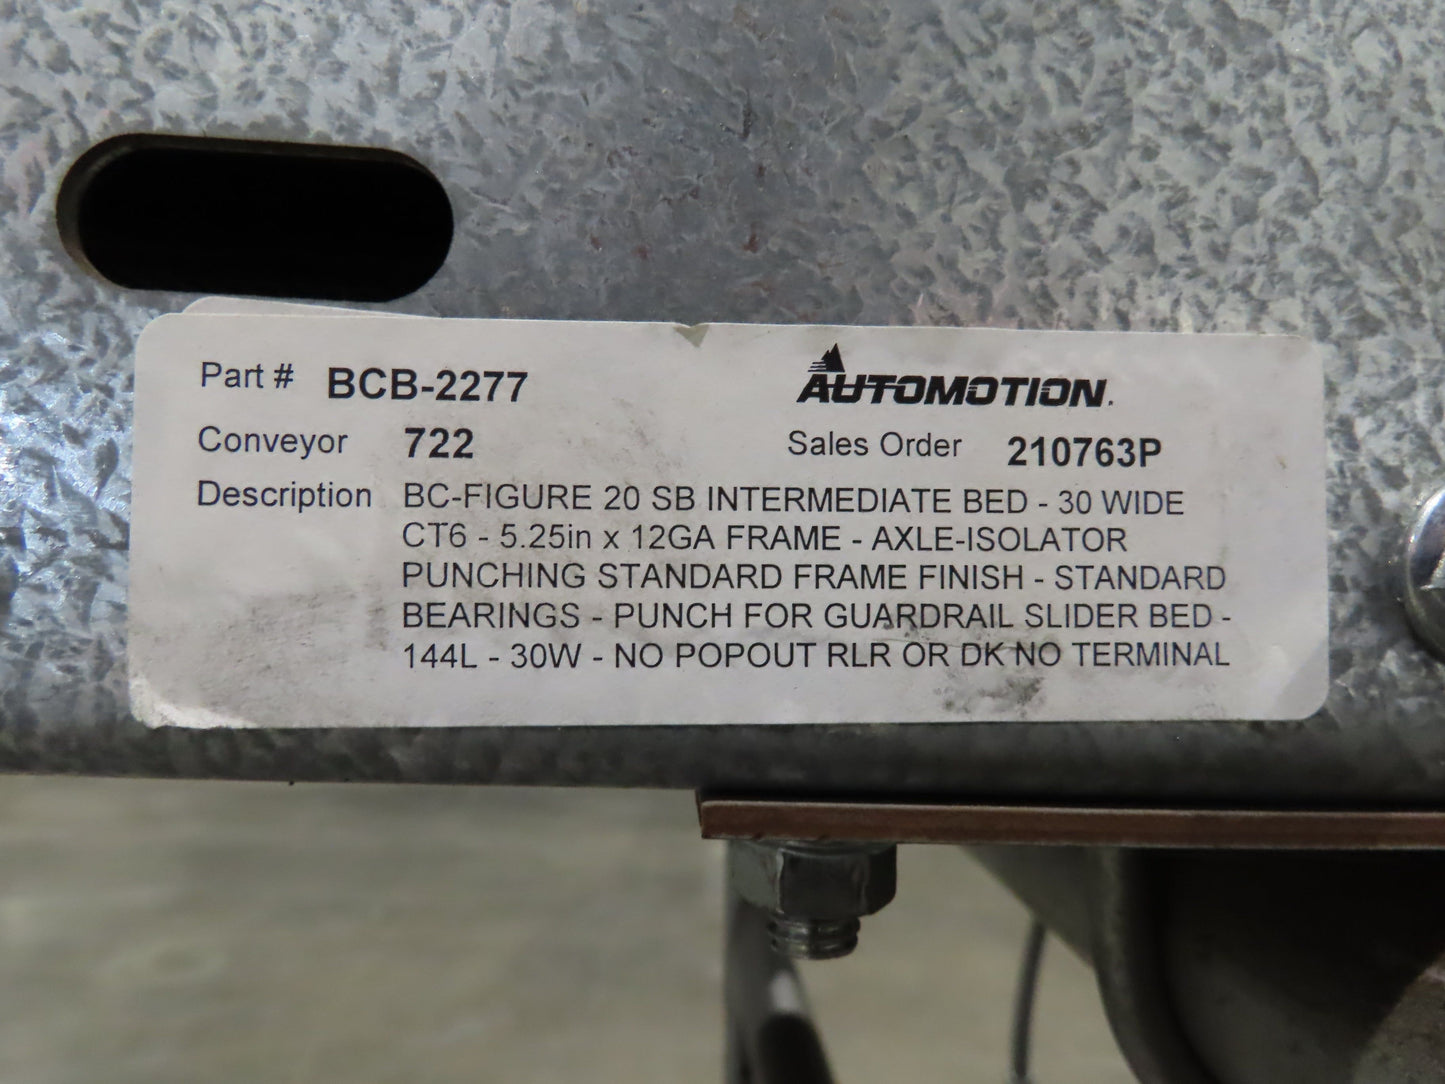 Part # BCB-2277 AUTOMOTION.
Conveyor 722 Sales Order 210763P
Description BC-FIGURE 20 SB INTERMEDIATE BED - 30 WIDE
CT6 - 5.25in x 12GA FRAME - AXLE-ISOLATOR
PUNCHING STANDARD FRAME FINISH - STANDARD
BEARINGS - PUNCH FOR GUARDRAIL SLIDER BED -
144L - 30W - NO POPOUT RLR OR DK NO TERMINAL